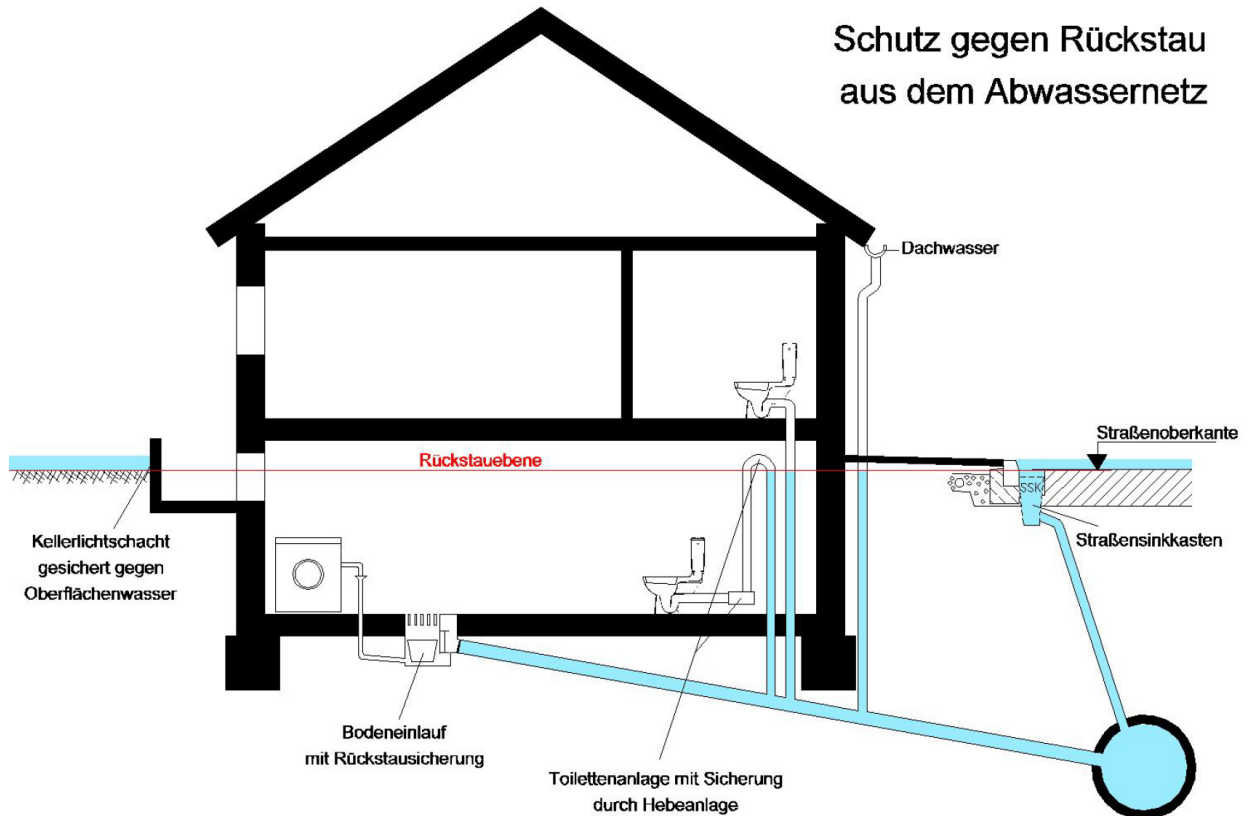 Schutz gegen Rückstau
aus dem Abwassernetz
Dachwasser
Straßenoberkante
Rückstauebene
SSK
Straßensinkkasten
Kellerlichtschacht
gesichert gegen
Oberflächenwasser
Bodeneinlauf
mit Rückstausicherung
Toilettenanlage mit Sicherung
durch Hebeanlage